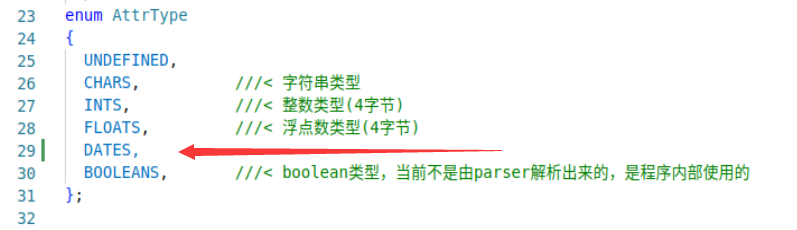 23 enum AttrType
24 {
25 UNDEFINED,
26 CHARS, ///< 字符串类型
27 INTS, ///< 整数类型(4字节)
28 FLOATS, ///< 浮点数类型(4字节)
29 DATES,
30 BOOLEANS, ///< boolean类型，当前不是由parser解析出来的，是程序内部使用的
31 };
32